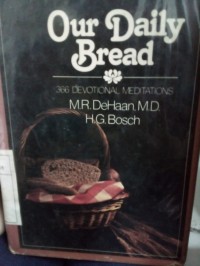 Our Daily
Bread
366 DEVOTIONAL MEDITATIONS
M.R. DeHaan, M.D.
H.G. Bosch